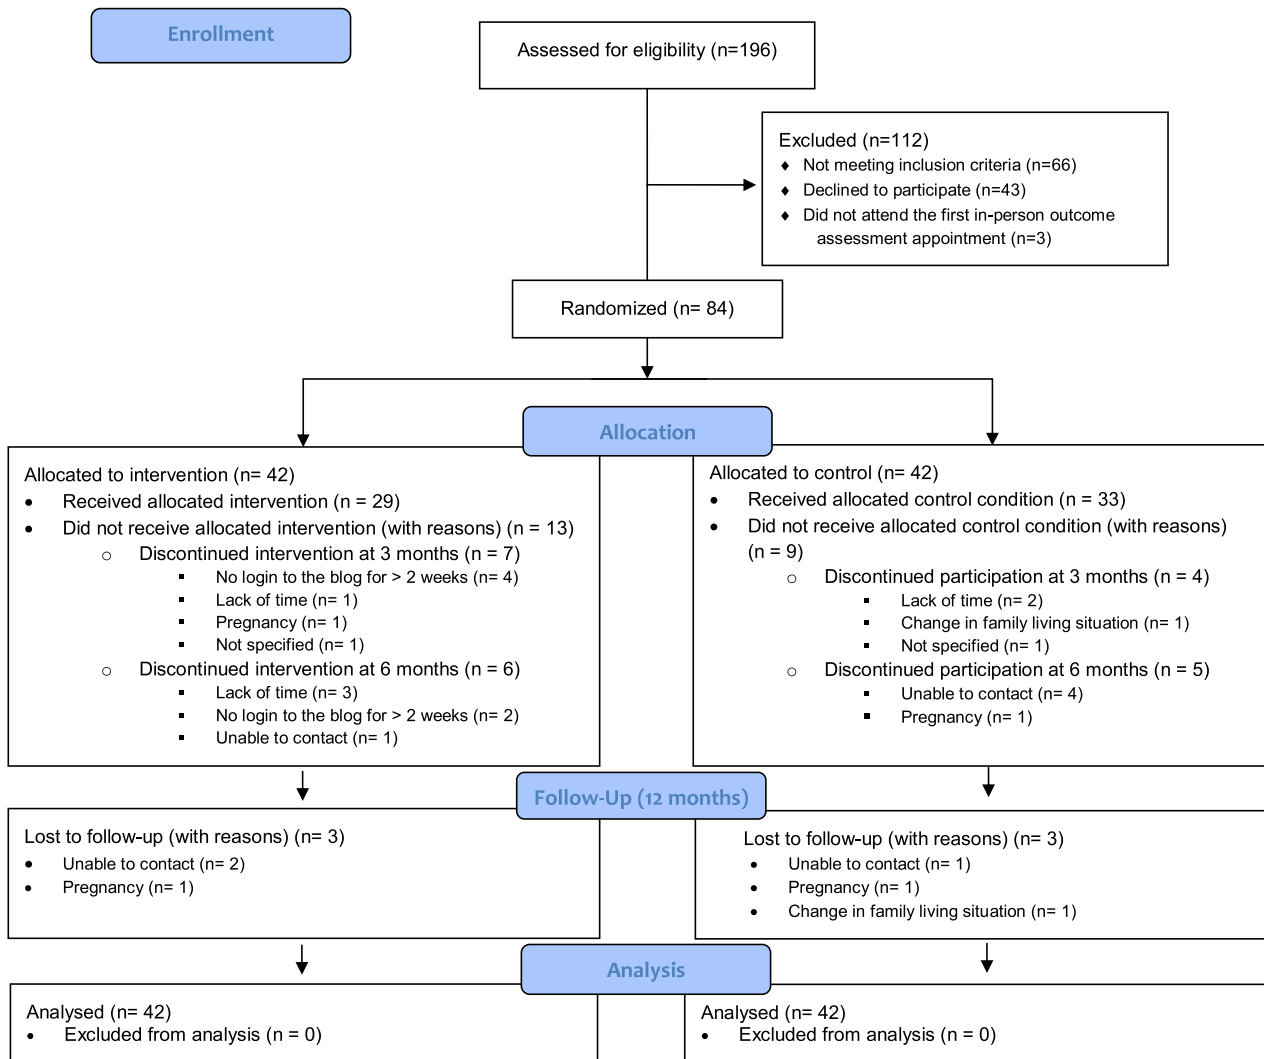 Enrollment
Assessed for eligibility (n=196)
Excluded (n=112)
♦ Not meeting inclusion criteria (n=66)
♦ Declined to participate (n=43)
♦ Did not attend the first in-person outcome
assessment appointment (n=3)
Randomized (n= 84)
Allocation
Allocated to intervention (n= 42)
• Received allocated intervention (n = 29)
• Did not receive allocated intervention (with reasons) (n = 13)
o Discontinued intervention at 3 months (n = 7)
▪ No login to the blog for > 2 weeks (n= 4)
▪ Lack of time (n= 1)
▪ Pregnancy (n= 1)
▪ Not specified (n= 1)
o Discontinued intervention at 6 months (n = 6)
▪ Lack of time (n= 3)
▪ No login to the blog for > 2 weeks (n= 2)
▪ Unable to contact (n= 1)
Allocated to control (n= 42)
• Received allocated control condition (n = 33)
• Did not receive allocated control condition (with reasons)
(n = 9)
o Discontinued participation at 3 months (n = 4)
▪ Lack of time (n= 2)
▪ Change in family living situation (n= 1)
▪ Not specified (n= 1)
o Discontinued participation at 6 months (n = 5)
▪ Unable to contact (n= 4)
▪ Pregnancy (n= 1)
Follow-Up (12 months)
Lost to follow-up (with reasons) (n= 3)
• Unable to contact (n= 2)
• Pregnancy (n= 1)
Lost to follow-up (with reasons) (n= 3)
• Unable to contact (n= 1)
• Pregnancy (n= 1)
• Change in family living situation (n= 1)
Analysis
Analysed (n= 42)
• Excluded from analysis (n = 0)
Analysed (n= 42)
• Excluded from analysis (n = 0)